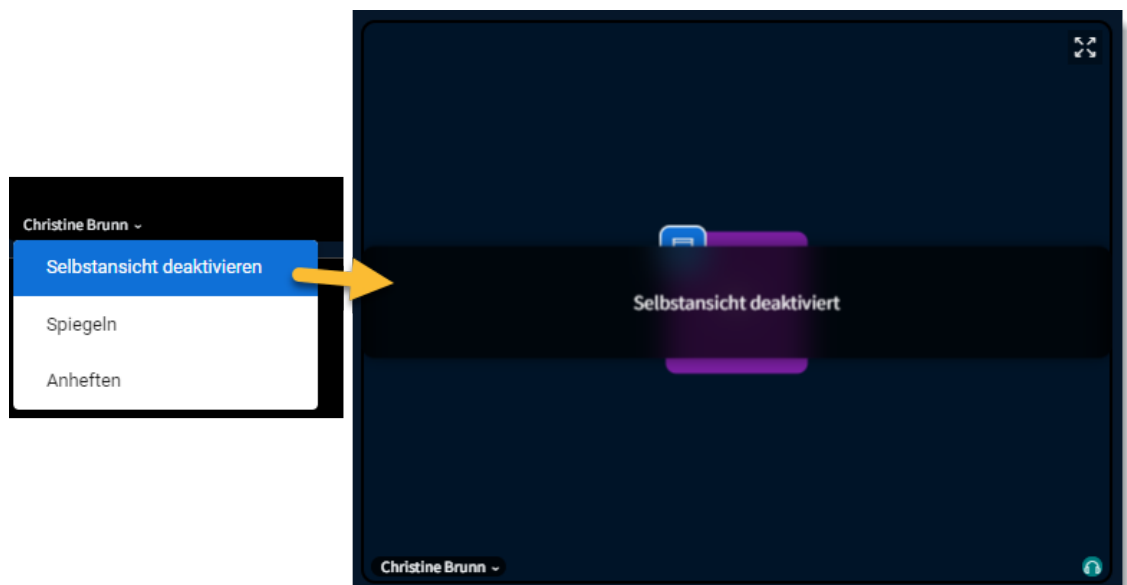 Christine Brunn
Selbstansicht deaktivieren
Spiegeln
Anheften
Selbstansicht deaktiviert
Christine Brunn